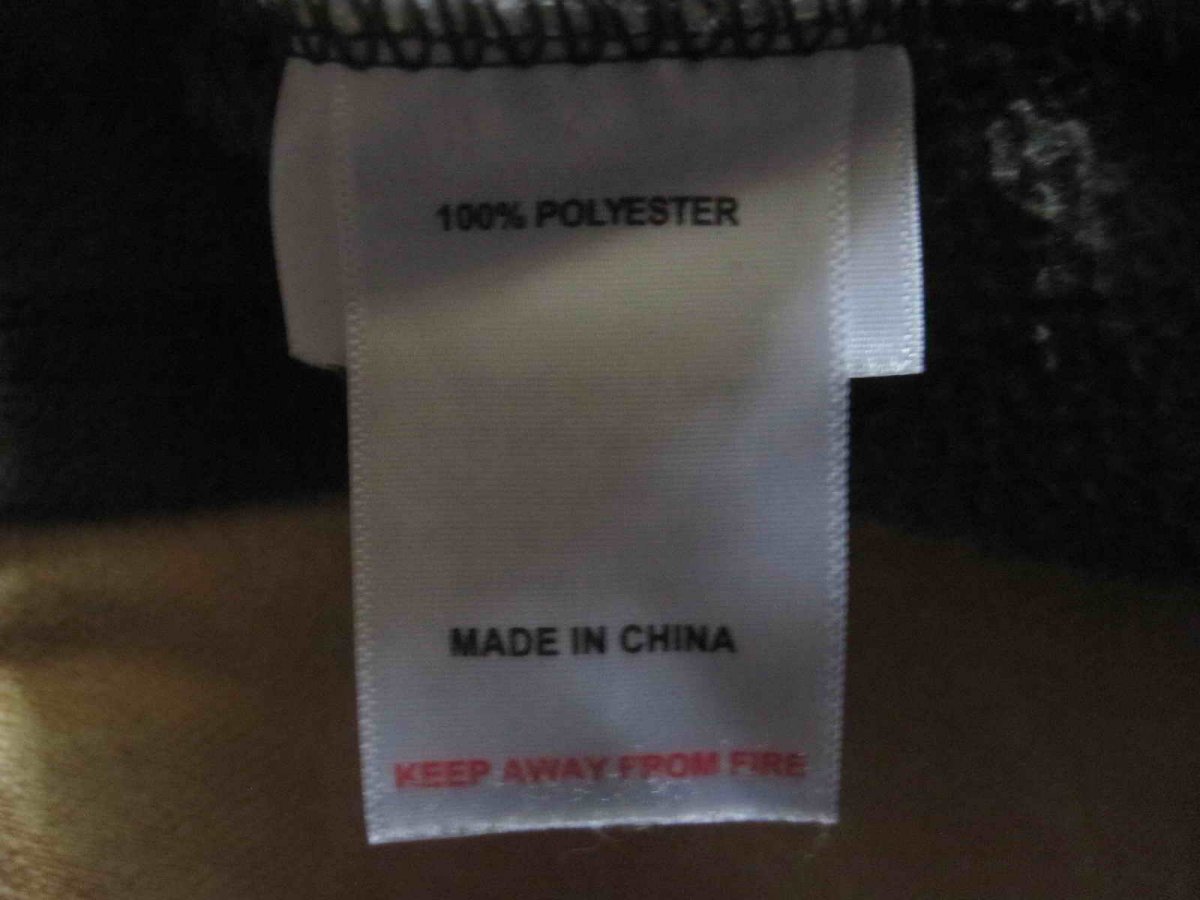 100% POLYESTER
MADE IN CHINA
KEEP AWAY FROM FIRE